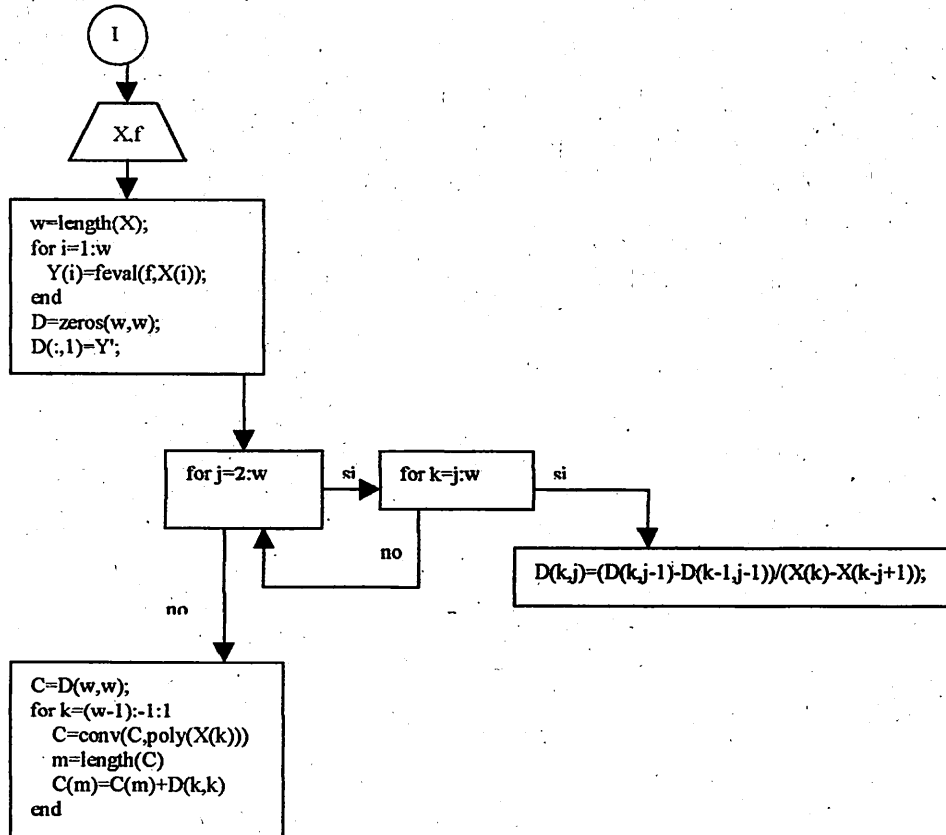 I
X,f
w=length(X);
for i=1:w
Y(i)=feval(f,X(i));
end
D=zeros(w,w);
D(:,1)=Y';
for j=2:w
si
for k=j:w
si
no
D(k,j)=(D(k,j-1)-D(k-1,j-1))/(X(k)-X(k-j+1));
no
C=D(w,w);
for k=(w-1):-1:1
C=conv(C,poly(X(k)))
m=length(C)
C(m)=C(m)+D(k,k)
end